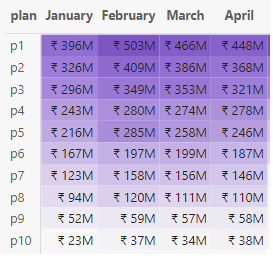 plan January February March April
p1 ₹ 396M ₹ 503M ₹ 466M ₹ 448M
p2 ₹ 326M ₹ 409M ₹ 386M ₹ 368M
p3 ₹ 296M ₹ 349M ₹ 353M ₹ 321M
p4 ₹ 243M ₹ 280M ₹ 274M ₹ 278M
p5 ₹ 216M ₹ 285M ₹ 258M ₹ 246M
p6 ₹ 167M ₹ 197M ₹ 199M ₹ 187M
p7 ₹ 123M ₹ 158M ₹ 156M ₹ 146M
p8 ₹ 94M ₹ 120M ₹ 111M ₹ 110M
p9 ₹ 52M ₹ 59M ₹ 57M ₹ 58M
p10 ₹ 23M ₹ 37M ₹ 34M ₹ 38M